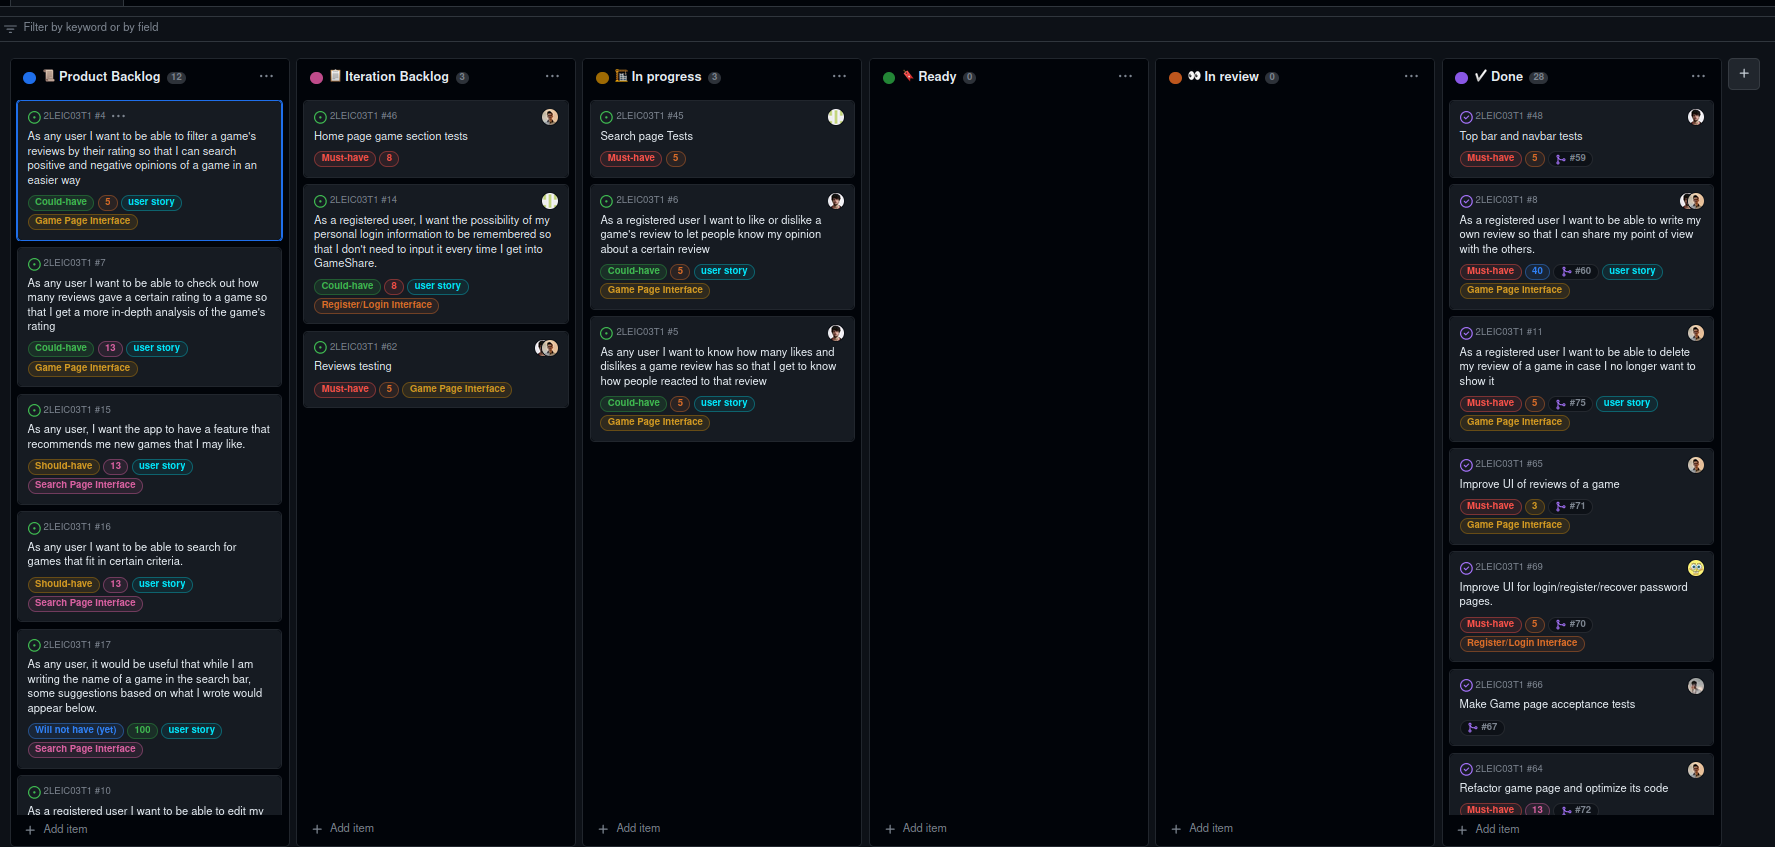 Filter by keyword or by field
Product Backlog 12 ...
2LEIC03T1 #4 ...
As any user I want to be able to filter a game's
reviews by their rating so that I can search
positive and negative opinions of a game in an
easier way
Could-have 5 user story
Game Page Interface
2LEIC03T1 #7
As any user I want to be able to check out how
many reviews gave a certain rating to a game so
that I get a more in-depth analysis of the game's
rating
Could-have 13 user story
Game Page Interface
2LEIC03T1 #15
As any user, I want the app to have a feature that
recommends me new games that I may like.
Should-have 13 user story
Search Page Interface
2LEIC03T1 #16
As any user I want to be able to search for
games that fit in certain criteria.
Should-have 13 user story
Search Page Interface
2LEIC03T1 #17
As any user, it would be useful that while I am
writing the name of a game in the search bar,
some suggestions based on what I wrote would
appear below.
Will not have (yet) 100 user story
Search Page Interface
2LEIC03T1 #10
As a registered user I want to be able to edit my
+ Add item
Iteration Backlog 3 ...
2LEIC03T1 #46
Home page game section tests
Must-have 8
2LEIC03T1 #14
As a registered user, I want the possibility of my
personal login information to be remembered so
that I don't need to input it every time I get into
GameShare.
Could-have 8 user story
Register/Login Interface
2LEIC03T1 #62
Reviews testing
Must-have 5 Game Page Interface
+ Add item
In progress 3 ...
2LEIC03T1 #45
Search page Tests
Must-have 5
2LEIC03T1 #6
As a registered user I want to like or dislike a
game's review to let people know my opinion
about a certain review
Could-have 5 user story
Game Page Interface
2LEIC03T1 #5
As any user I want to know how many likes and
dislikes a game review has so that I get to know
how people reacted to that review
Could-have 5 user story
Game Page Interface
+ Add item
Ready 0 ...
+ Add item
In review 0 ...
+ Add item
Done 28 ...
2LEIC03T1 #48
Top bar and navbar tests
Must-have 5 #59
2LEIC03T1 #8
As a registered user I want to be able to write my
own review so that I can share my point of view
with the others.
Must-have 40 #60 user story
Game Page Interface
2LEIC03T1 #11
As a registered user I want to be able to delete
my review of a game in case I no longer want to
show it
Must-have 5 #75 user story
Game Page Interface
2LEIC03T1 #65
Improve UI of reviews of a game
Must-have 3 #71
Game Page Interface
2LEIC03T1 #69
Improve UI for login/register/recover password
pages.
Must-have 5 #70
Register/Login Interface
2LEIC03T1 #66
Make Game page acceptance tests
#67
2LEIC03T1 #64
Refactor game page and optimize its code
Must-have 13 #72
+ Add item
+